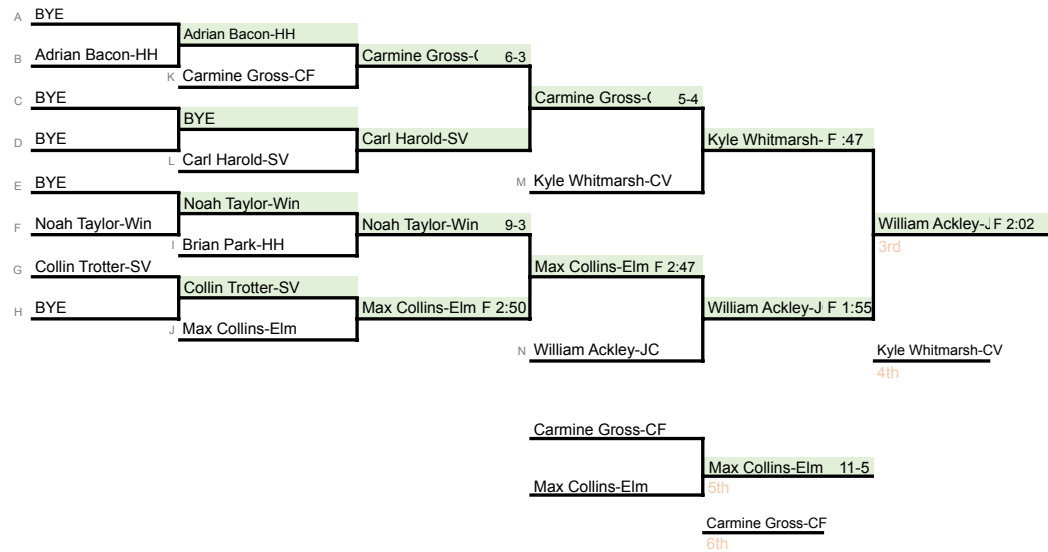 A BYE
Adrian Bacon-HH
B Adrian Bacon-HH
Carmine Gross-( 6-3
K Carmine Gross-CF
C BYE
Carmine Gross-( 5-4
BYE
D BYE
Carl Harold-SV
Kyle Whitmarsh- F :47
L Carl Harold-SV
E BYE
M Kyle Whitmarsh-CV
Noah Taylor-Win
F Noah Taylor-Win
Noah Taylor-Win 9-3
William Ackley-J F 2:02
I Brian Park-HH
3rd
G Collin Trotter-SV
Max Collins-Elm F 2:47
Collin Trotter-SV
H BYE
Max Collins-Elm F 2:50
William Ackley-J F 1:55
J Max Collins-Elm
N William Ackley-JC
Kyle Whitmarsh-CV
4th
Carmine Gross-CF
Max Collins-Elm 11-5
Max Collins-Elm
5th
Carmine Gross-CF
6th